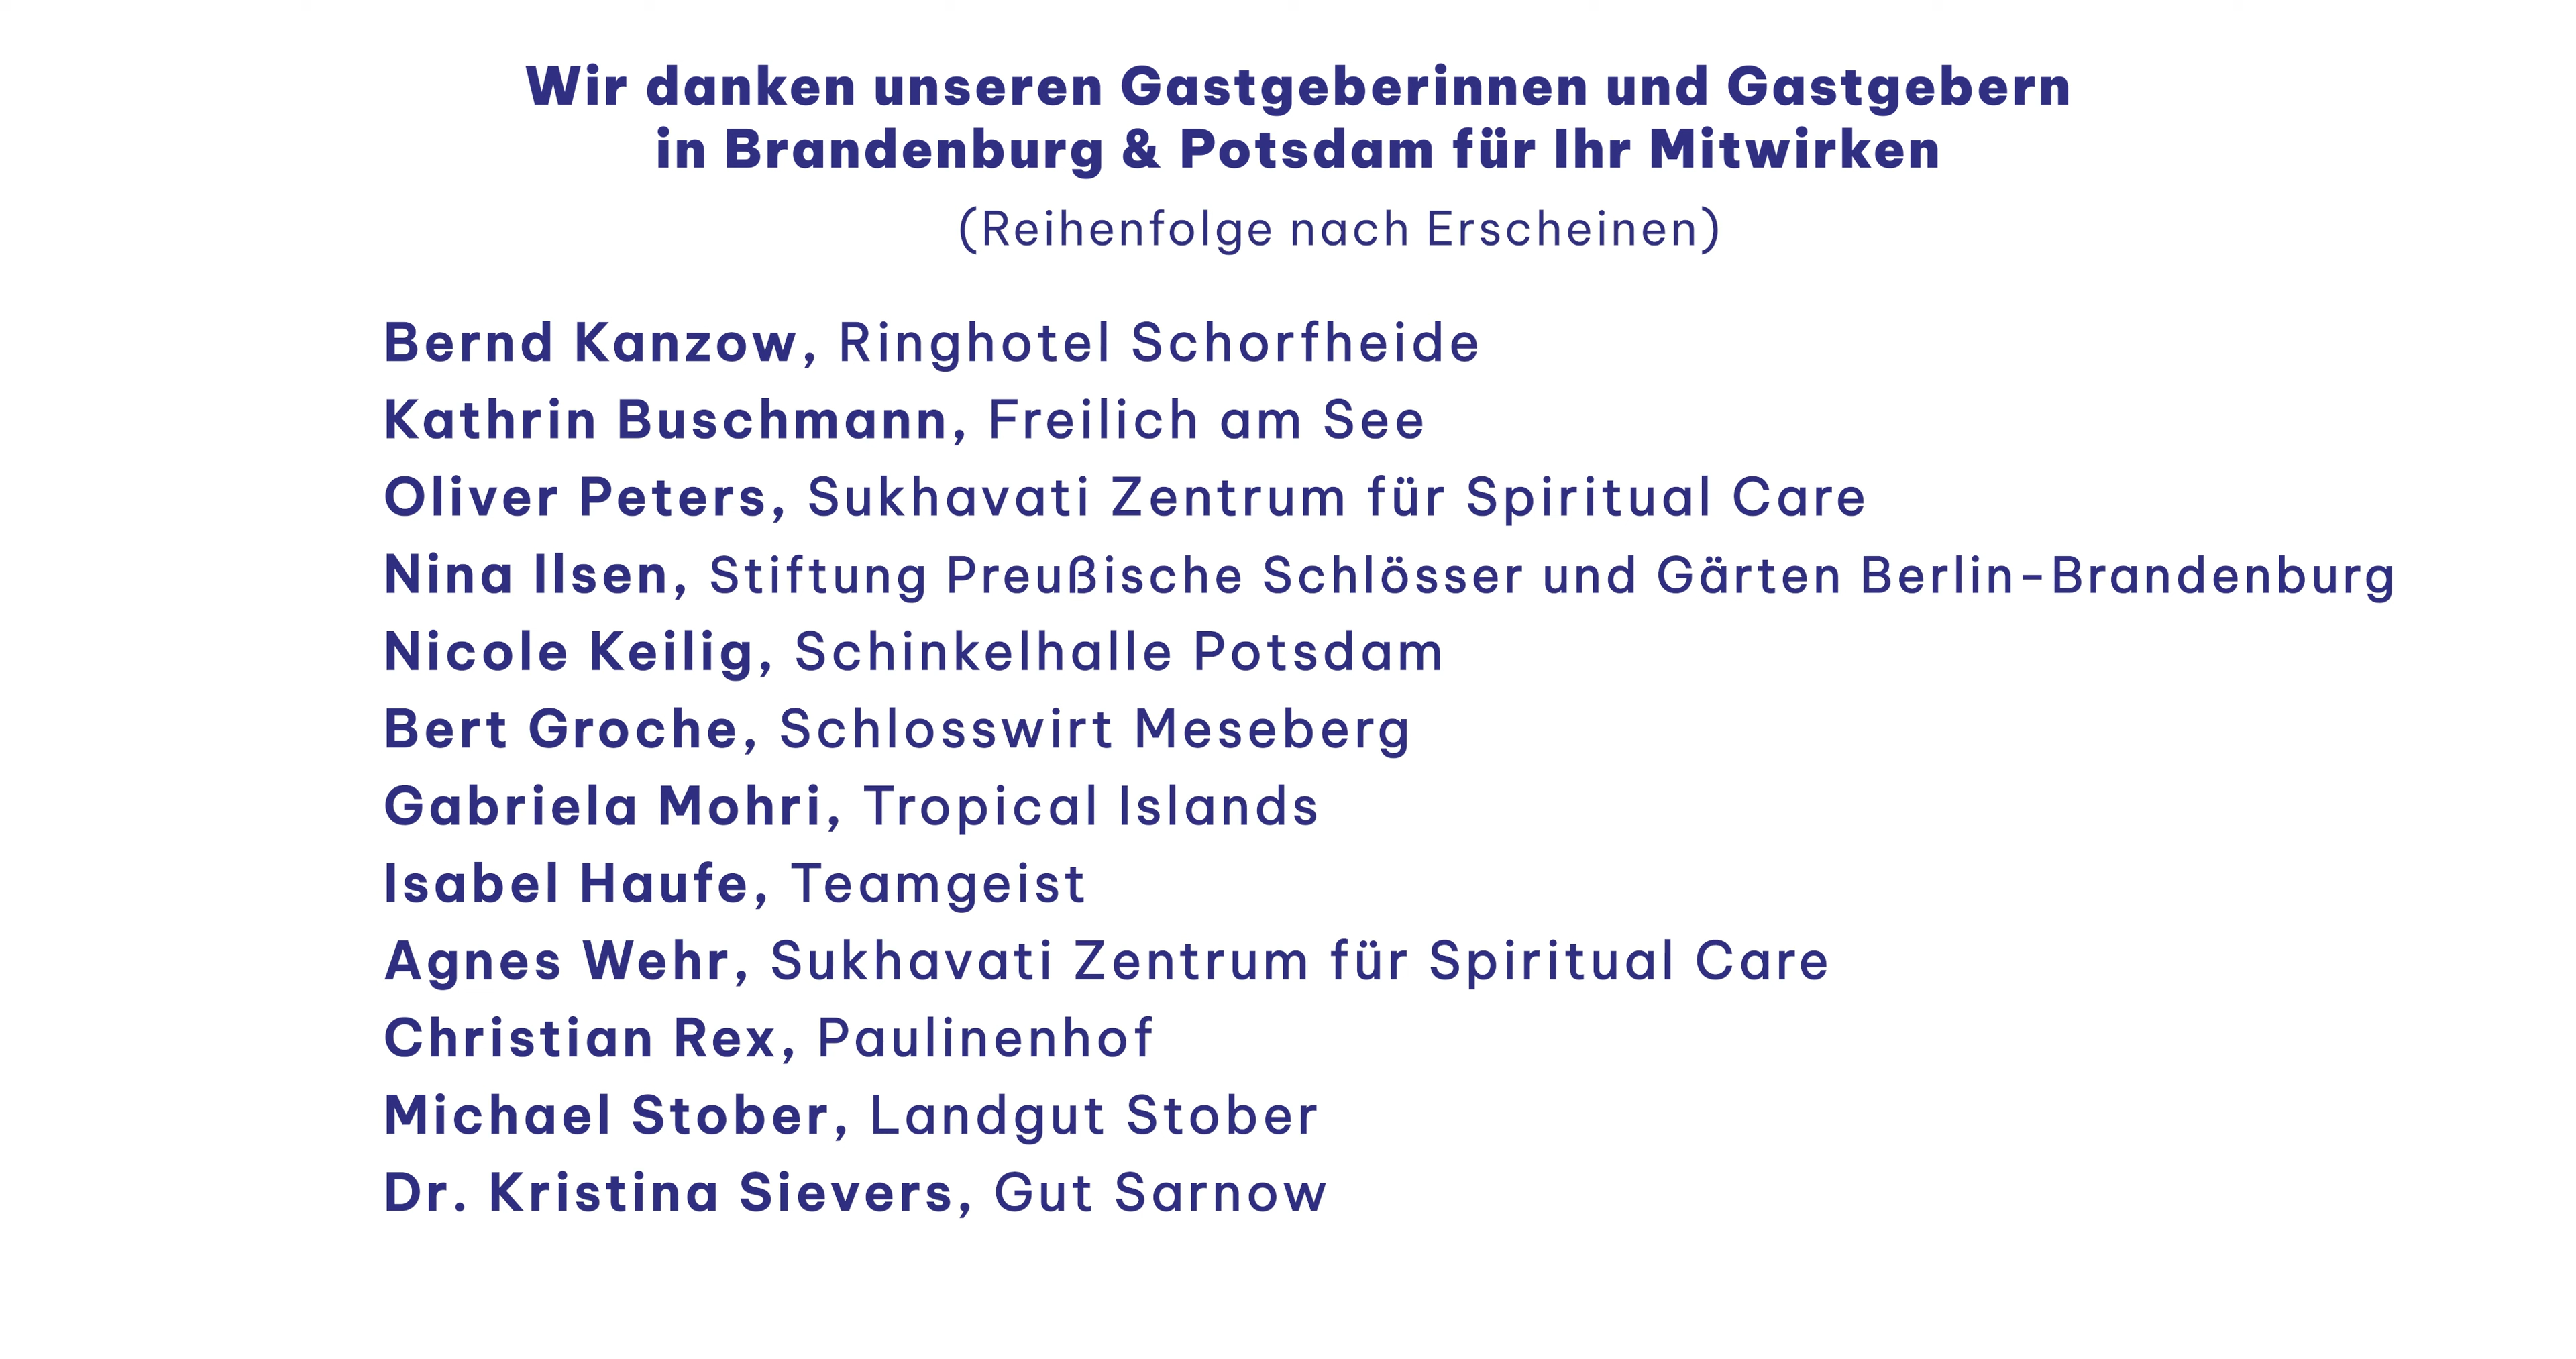 Wir danken unseren Gastgeberinnen und Gastgebern
in Brandenburg & Potsdam für Ihr Mitwirken
(Reihenfolge nach Erscheinen)
Bernd Kanzow, Ringhotel Schorfheide
Kathrin Buschmann, Freilich am See
Oliver Peters, Sukhavati Zentrum für Spiritual Care
Nina Ilsen, Stiftung Preußische Schlösser und Gärten Berlin-Brandenburg
Nicole Keilig, Schinkelhalle Potsdam
Bert Groche, Schlosswirt Meseberg
Gabriela Mohri, Tropical Islands
Isabel Haufe, Teamgeist
Agnes Wehr, Sukhavati Zentrum für Spiritual Care
Christian Rex, Paulinenhof
Michael Stober, Landgut Stober
Dr. Kristina Sievers, Gut Sarnow